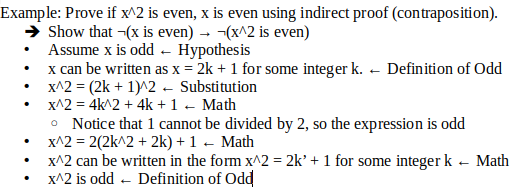 Example: Prove if x^2 is even, x is even using indirect proof (contraposition).
➔ Show that ¬(x is even) → ¬(x^2 is even)
• Assume x is odd ← Hypothesis
• x can be written as x = 2k + 1 for some integer k. ← Definition of Odd
• x^2 = (2k + 1)^2 ← Substitution
• x^2 = 4k^2 + 4k + 1 ← Math
◦ Notice that 1 cannot be divided by 2, so the expression is odd
• x^2 = 2(2k^2 + 2k) + 1 ← Math
• x^2 can be written in the form x^2 = 2k' + 1 for some integer k ← Math
• x^2 is odd ← Definition of Odd